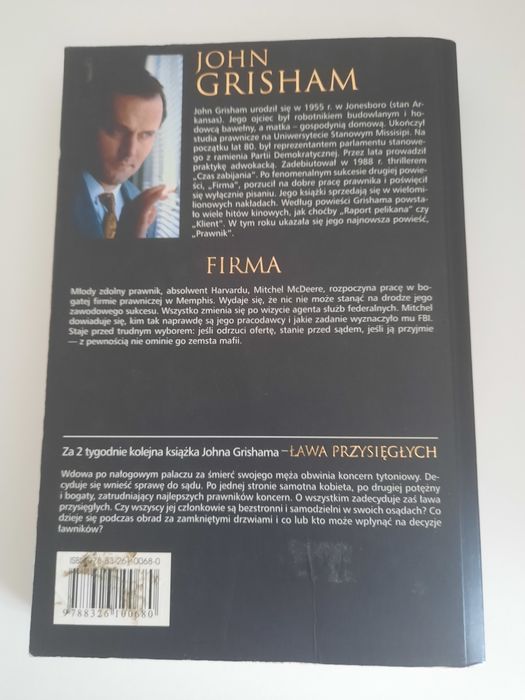 JOHN
GRISHAM
John Grisham urodził się w 1955 r. w Jonesboro (stan Ar-
kansas). Jego ojciec był robotnikiem budowlanym i ho-
dowcą bawełny, a matka – gospodynią domową. Ukończył
studia prawnicze na Uniwersytecie Stanowym Missisipi. Na
początku lat 80. był reprezentantem parlamentu stanowe-
go z ramienia Partii Demokratycznej. Przez lata prowadził
praktykę adwokacką. Zadebiutował w 1988 r. thrillerem
„Czas zabijania”. Po fenomenalnym sukcesie drugiej powie-
ści, „Firma”, porzucił na dobre pracę prawnika i poświęcił
się wyłącznie pisaniu. Jego książki sprzedają się w wielomi-
lionowych nakładach. Według powieści Grishama powsta-
ło wiele hitów kinowych, jak choćby „Raport pelikana” czy
„Klient”. W tym roku ukazała się jego najnowsza powieść,
„Prawnik”.
FIRMA
Młody zdolny prawnik, absolwent Harvardu, Mitchel McDeere, rozpoczyna pracę w bo-
gatej firmie prawniczej w Memphis. Wydaje się, że nic nie może stanąć na drodze jego
zawodowego sukcesu. Wszystko zmienia się po wizycie agenta służb federalnych. Mitchel
dowiaduje się, kim tak naprawdę są jego pracodawcy i jakie zadanie wyznaczyło mu FBI.
Staje przed trudnym wyborem: jeśli odrzuci ofertę, stanie przed sądem, jeśli ją przyjmie
— z pewnością nie ominie go zemsta mafii.
Za 2 tygodnie kolejna książka Johna Grishama – ŁAWA PRZYSIĘGŁYCH
Wdowa po nałogowym palaczu za śmierć swojego męża obwinia koncern tytoniowy. De-
cyduje się wnieść sprawę do sądu. Po jednej stronie samotna kobieta, po drugiej potężny
i bogaty, zatrudniający najlepszych prawników koncern. O wszystkim zadecyduje zaś ława
przysięgłych. Czy wszyscy jej członkowie są bezstronni i samodzielni w swoich osądach? Co
dzieje się podczas obrad za zamkniętymi drzwiami i co lub kto może wpłynąć na decyzje
ławników?
9788326100680